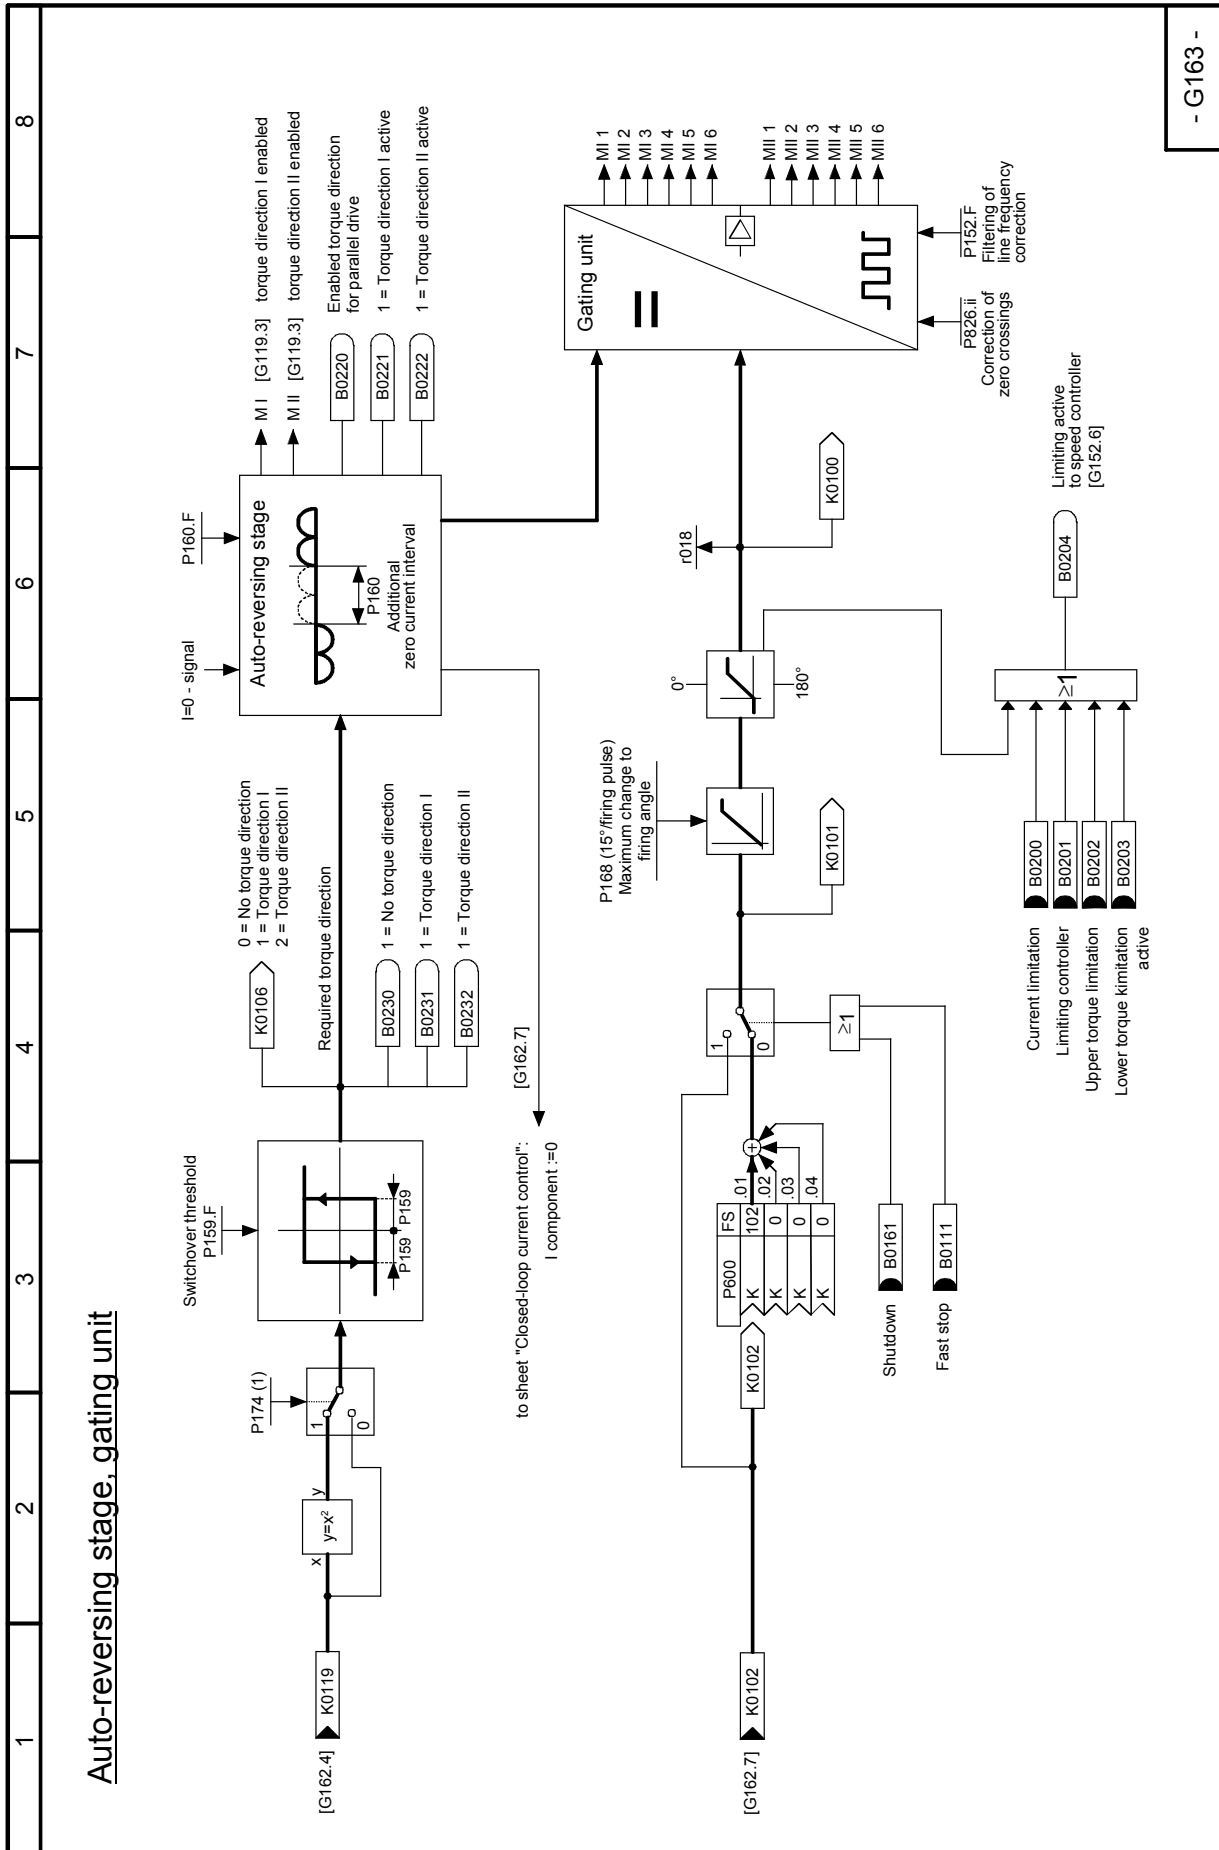 1 2 3 4 5 6 7 8
Auto-reversing stage, gating unit
[G162.4]
K0119
x
y=x²
y
P174 (1)
1
0
Switchover threshold
P159.F
P159
P159
K0106
0 = No torque direction
1 = Torque direction I
2 = Torque direction II
Required torque direction
B0230
1 = No torque direction
B0231
1 = Torque direction I
B0232
1 = Torque direction II
I=0 - signal
P160.F
Auto-reversing stage
P160
Additional
zero current interval
M I [G119.3] torque direction I enabled
M II [G119.3] torque direction II enabled
B0220
Enabled torque direction
for parallel drive
B0221
1 = Torque direction I active
B0222
1 = Torque direction II active
to sheet "Closed-loop current control": [G162.7]
I component :=0
[G162.7]
K0102
K0102
P600
FS
K
102
.01
K
0
.02
K
0
.03
K
0
.04
+
1
0
Shutdown
B0161
Fast stop
B0111
≥1
K0101
P168 (15°/firing pulse)
Maximum change to
firing angle
0°
180°
r018
K0100
Gating unit
MI 1
MI 2
MI 3
MI 4
MI 5
MI 6
MII 1
MII 2
MII 3
MII 4
MII 5
MII 6
P826.ii
Correction of
zero crossings
P152.F
Filtering of
line frequency
correction
Current limitation
B0200
Limiting controller
B0201
Upper torque limitation
B0202
Lower torque kimitation
active
B0203
≥1
B0204
Limiting active
to speed controller
[G152.6]
- G163 -